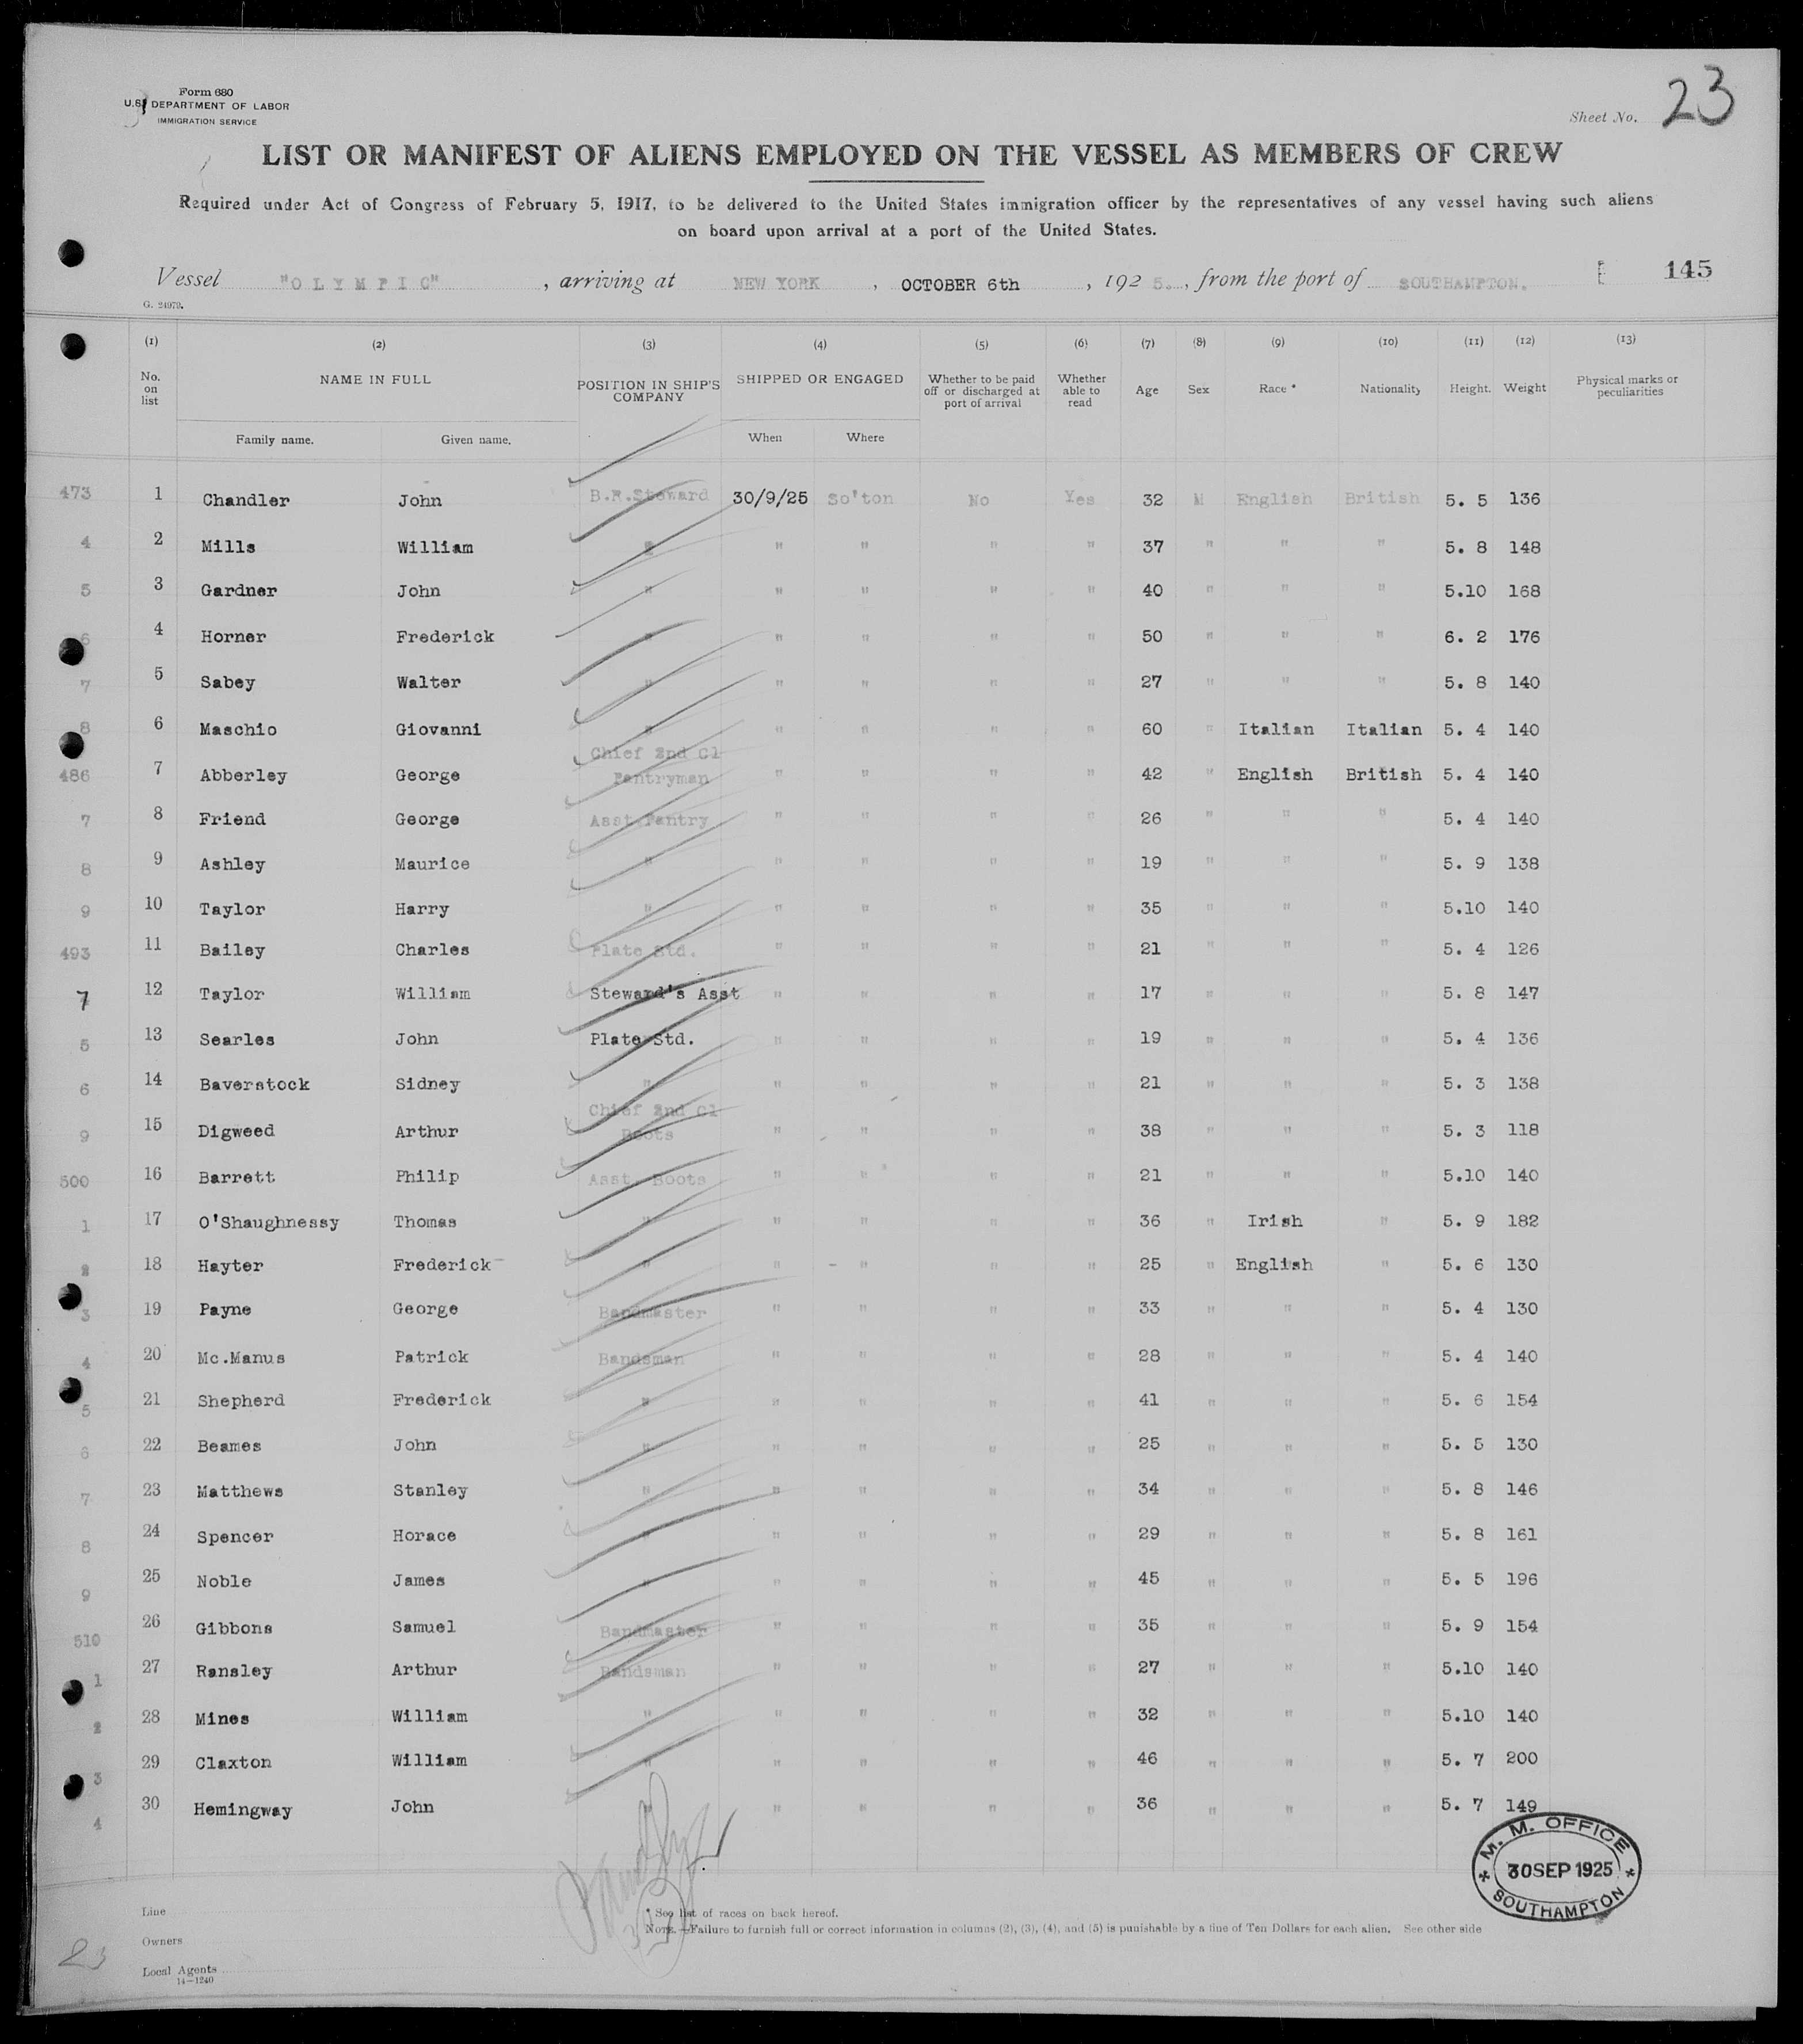 Form 680
U.S. DEPARTMENT OF LABOR
IMMIGRATION SERVICE
Sheet No. 23
LIST OR MANIFEST OF ALIENS EMPLOYED ON THE VESSEL AS MEMBERS OF CREW
Required under Act of Congress of February 5, 1917, to be delivered to the United States immigration officer by the representatives of any vessel having such aliens
on board upon arrival at a port of the United States.
Vessel "OLYMPIC", arriving at NEW YORK, OCTOBER 6th, 1925., from the port of SOUTHAMPTON. 145
G. 24979.
(1) (2) (3) (4) (5) (6) (7) (8) (9) (10) (11) (12) (13)
No. on list NAME IN FULL POSITION IN SHIP'S COMPANY SHIPPED OR ENGAGED Whether to be paid off or discharged at port of arrival Whether able to read Age Sex Race * Nationality Height. Weight Physical marks or peculiarities
Family name. Given name. When Where
473 1 Chandler John B.R.Steward 30/9/25 So'ton No Yes 32 M English British 5. 5 136
4 2 Mills William " " " " " 37 " " " 5. 8 148
5 3 Gardner John " " " " " 40 " " " 5.10 168
6 4 Horner Frederick " " " " " 50 " " " 6. 2 176
7 5 Sabey Walter " " " " " 27 " " " 5. 8 140
8 6 Maschio Giovanni " " " " " 60 " Italian Italian 5. 4 140
486 7 Abberley George Chief 2nd Cl Pantryman " " " " 42 " English British 5. 4 140
7 8 Friend George Asst.Pantry " " " " 26 " " " 5. 4 140
8 9 Ashley Maurice " " " " " 19 " " " 5. 9 138
9 10 Taylor Harry " " " " " 35 " " " 5.10 140
493 11 Bailey Charles Plate Std. " " " " 21 " " " 5. 4 126
7 12 Taylor William Steward's Asst " " " " 17 " " " 5. 8 147
5 13 Searles John Plate Std. " " " " 19 " " " 5. 4 136
6 14 Baverstock Sidney " " " " " 21 " " " 5. 3 138
9 15 Digweed Arthur Chief 2nd Cl Boots " " " " 38 " " " 5. 3 118
500 16 Barrett Philip Asst. Boots " " " " 21 " " " 5.10 140
1 17 O'Shaughnessy Thomas " " " " " 36 " Irish " 5. 9 182
2 18 Hayter Frederick " " " " " 25 " English " 5. 6 130
3 19 Payne George Bandmaster " " " " 33 " " " 5. 4 130
4 20 Mc.Manus Patrick Bandsman " " " " 28 " " " 5. 4 140
5 21 Shepherd Frederick " " " " " 41 " " " 5. 6 154
6 22 Beames John " " " " " 25 " " " 5. 5 130
7 23 Matthews Stanley " " " " " 34 " " " 5. 8 146
8 24 Spencer Horace " " " " " 29 " " " 5. 8 161
9 25 Noble James " " " " " 45 " " " 5. 5 196
510 26 Gibbons Samuel Bandmaster " " " " 35 " " " 5. 9 154
1 27 Ransley Arthur Bandsman " " " " 27 " " " 5.10 140
2 28 Mines William " " " " " 32 " " " 5.10 140
3 29 Claxton William " " " " " 46 " " " 5. 7 200
4 30 Hemingway John " " " " " 36 " " " 5. 7 149
M. M. OFFICE
30 SEP 1925
SOUTHAMPTON
Line
* See list of races on back hereof.
NOTE.—Failure to furnish full or correct information in columns (2), (3), (4), and (5) is punishable by a fine of Ten Dollars for each alien. See other side
Owners
23
Local Agents
14—1240